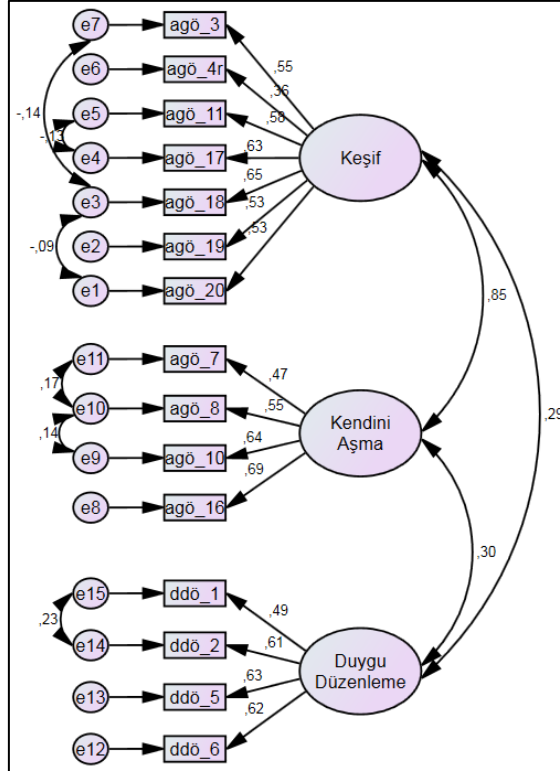 e7
agö_3
,55
e6
agö_4r
,36
e5
agö_11
,58
-,14
-,13
e4
agö_17
,63
Keşif
e3
agö_18
,65
e2
agö_19
,53
-,09
e1
agö_20
,53
,85
,29
e11
agö_7
,47
,17
e10
agö_8
,55
Kendini
Aşma
,14
e9
agö_10
,64
e8
agö_16
,69
,30
e15
ddö_1
,49
,23
e14
ddö_2
,61
Duygu
Düzenleme
e13
ddö_5
,63
e12
ddö_6
,62